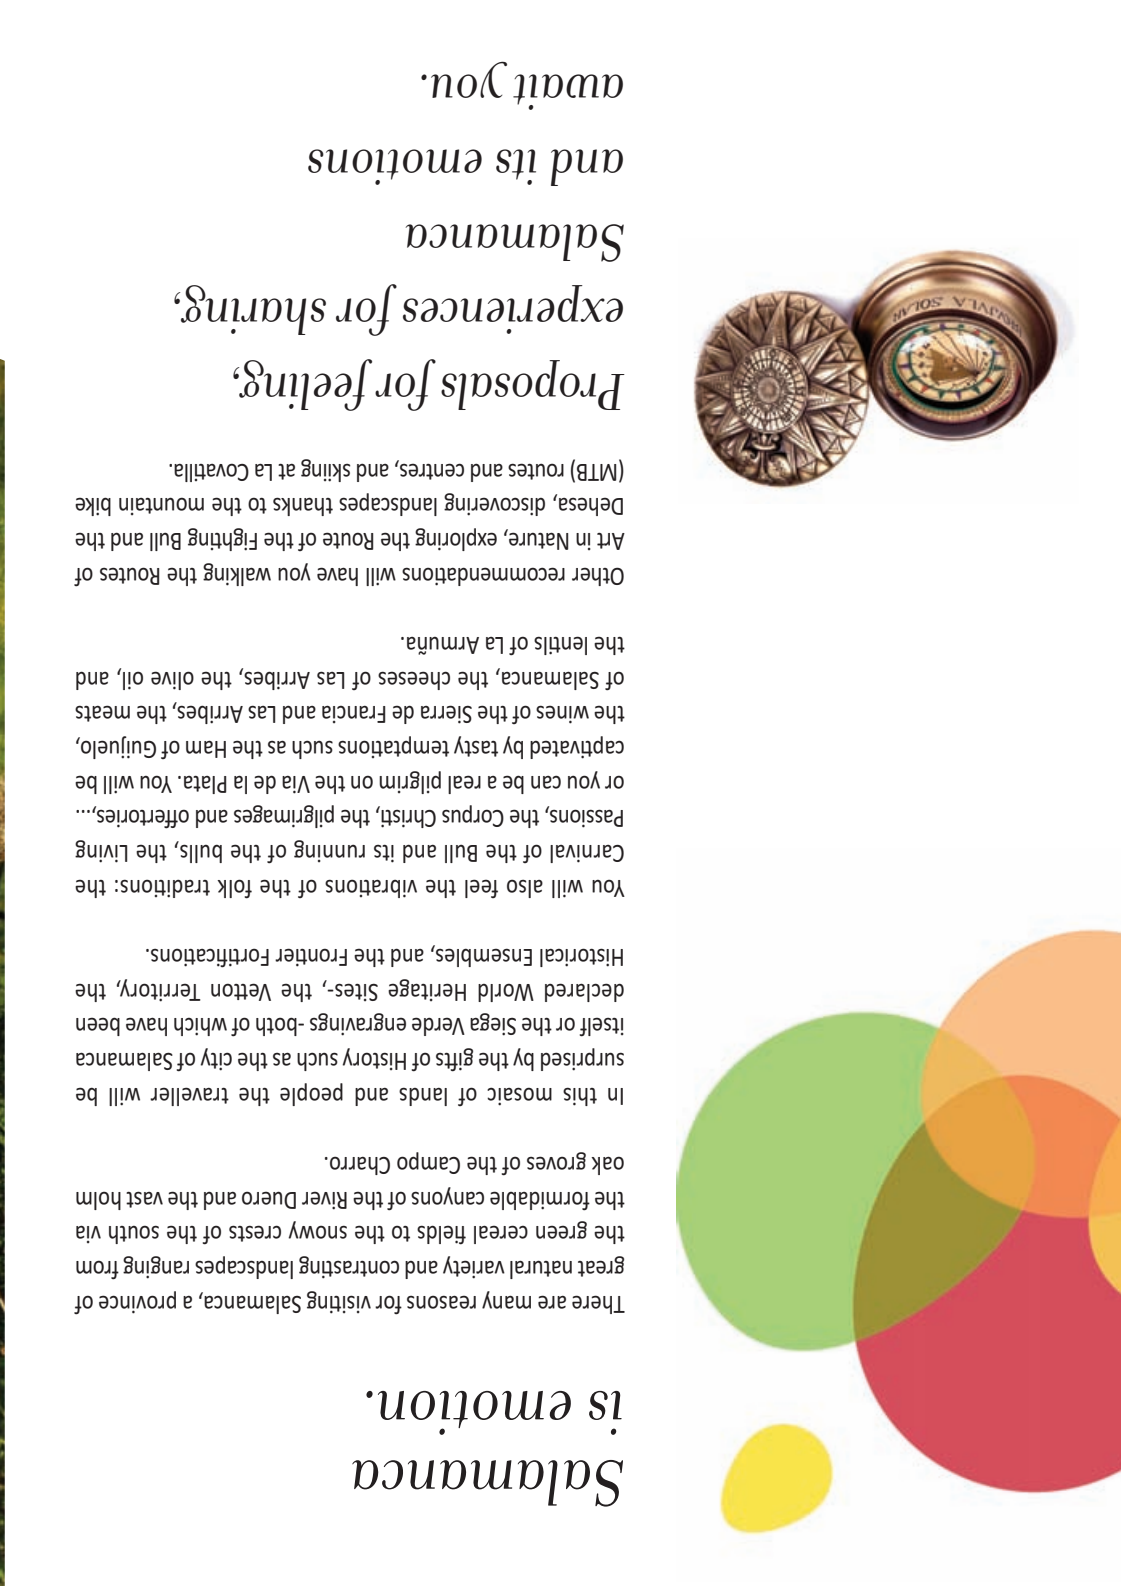 Salamanca
is emotion.
There are many reasons for visiting Salamanca, a province of
great natural variety and contrasting landscapes ranging from
the green cereal fields to the snowy crests of the south via
the formidable canyons of the River Duero and the vast holm
oak groves of the Campo Charro.
In this mosaic of lands and people the traveller will be
surprised by the gifts of History such as the city of Salamanca
itself or the Siega Verde engravings -both of which have been
declared World Heritage Sites-, the Vetton Territory, the
Historical Ensembles, and the Frontier Fortifications.
You will also feel the vibrations of the folk traditions: the
Carnival of the Bull and its running of the bulls, the Living
Passions, the Corpus Christi, the pilgrimages and offertories,...
or you can be a real pilgrim on the Via de la Plata. You will be
captivated by tasty temptations such as the Ham of Guijuelo,
the wines of the Sierra de Francia and Las Arribes, the meats
of Salamanca, the cheeses of Las Arribes, the olive oil, and
the lentils of La Armuña.
Other recommendations will have you walking the Routes of
Art in Nature, exploring the Route of the Fighting Bull and the
Dehesa, discovering landscapes thanks to the mountain bike
(MTB) routes and centres, and skiing at La Covatilla.
Proposals for feeling,
experiences for sharing,
Salamanca
and its emotions
await you.
BRÚJVLA SOLAR